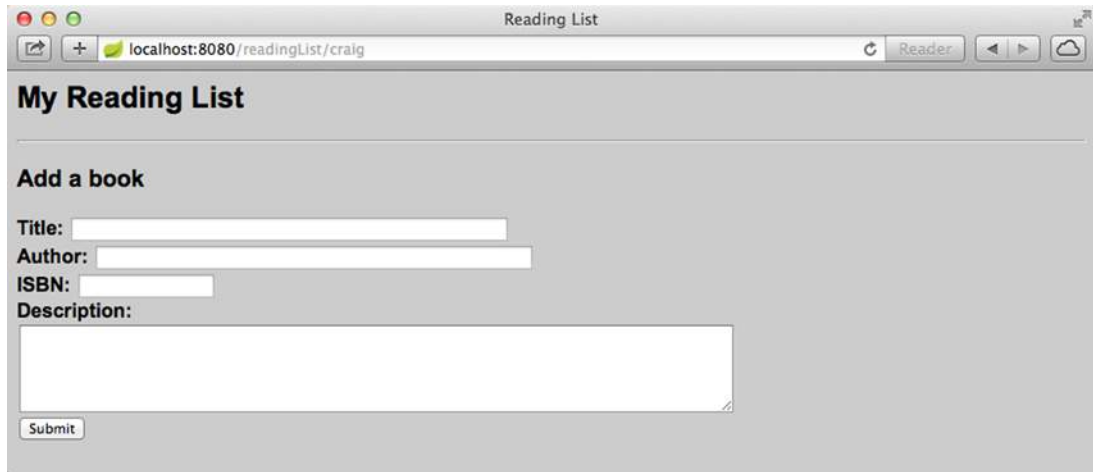 Reading List
localhost:8080/readingList/craig
Reader
My Reading List
Add a book
Title:
Author:
ISBN:
Description:
Submit